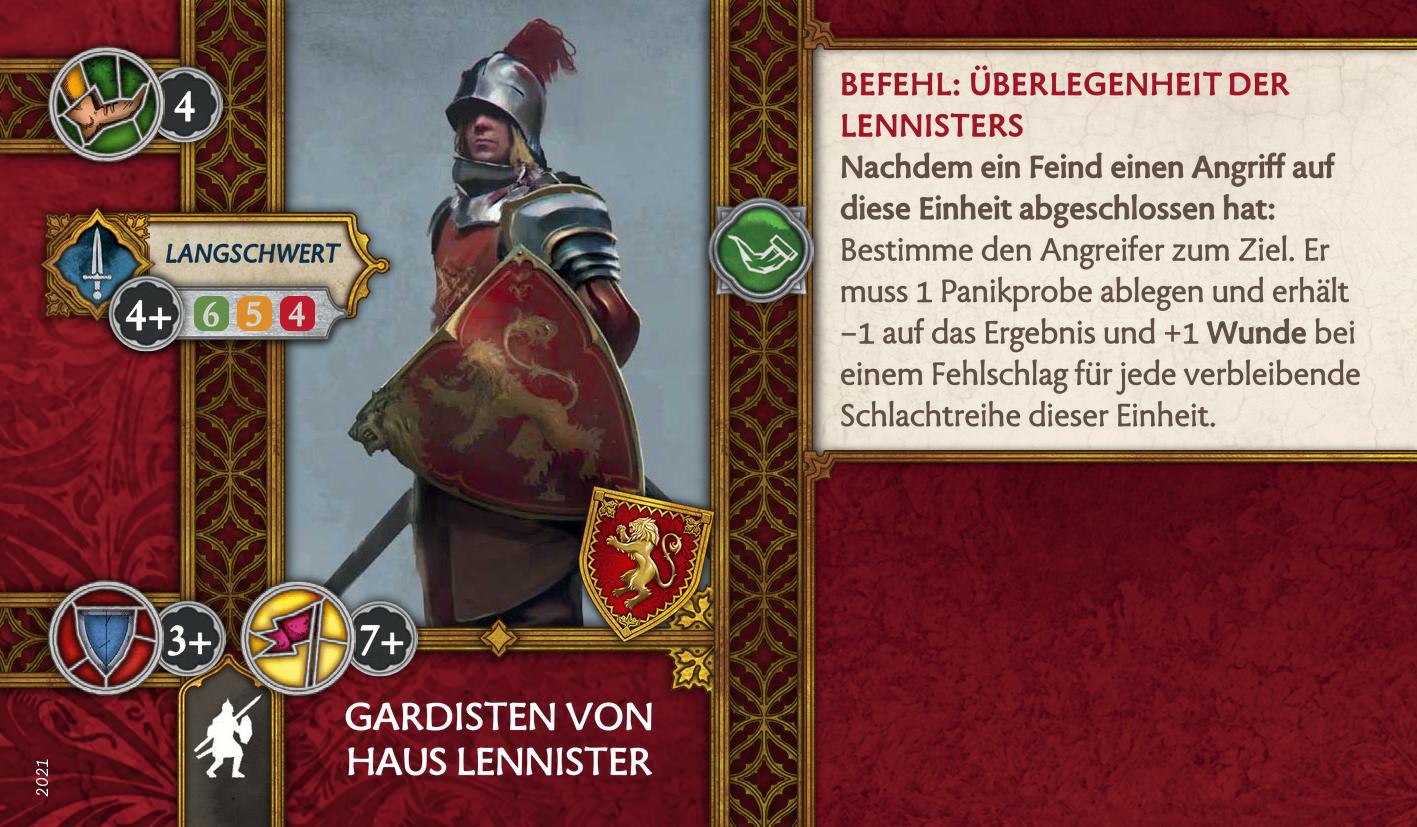 4
LANGSCHWERT
4+ 6 5 4
3+ 7+
GARDISTEN VON
HAUS LENNISTER
2021
BEFEHL: ÜBERLEGENHEIT DER
LENNISTERS
Nachdem ein Feind einen Angriff auf
diese Einheit abgeschlossen hat:
Bestimme den Angreifer zum Ziel. Er
muss 1 Panikprobe ablegen und erhält
–1 auf das Ergebnis und +1 Wunde bei
einem Fehlschlag für jede verbleibende
Schlachtreihe dieser Einheit.